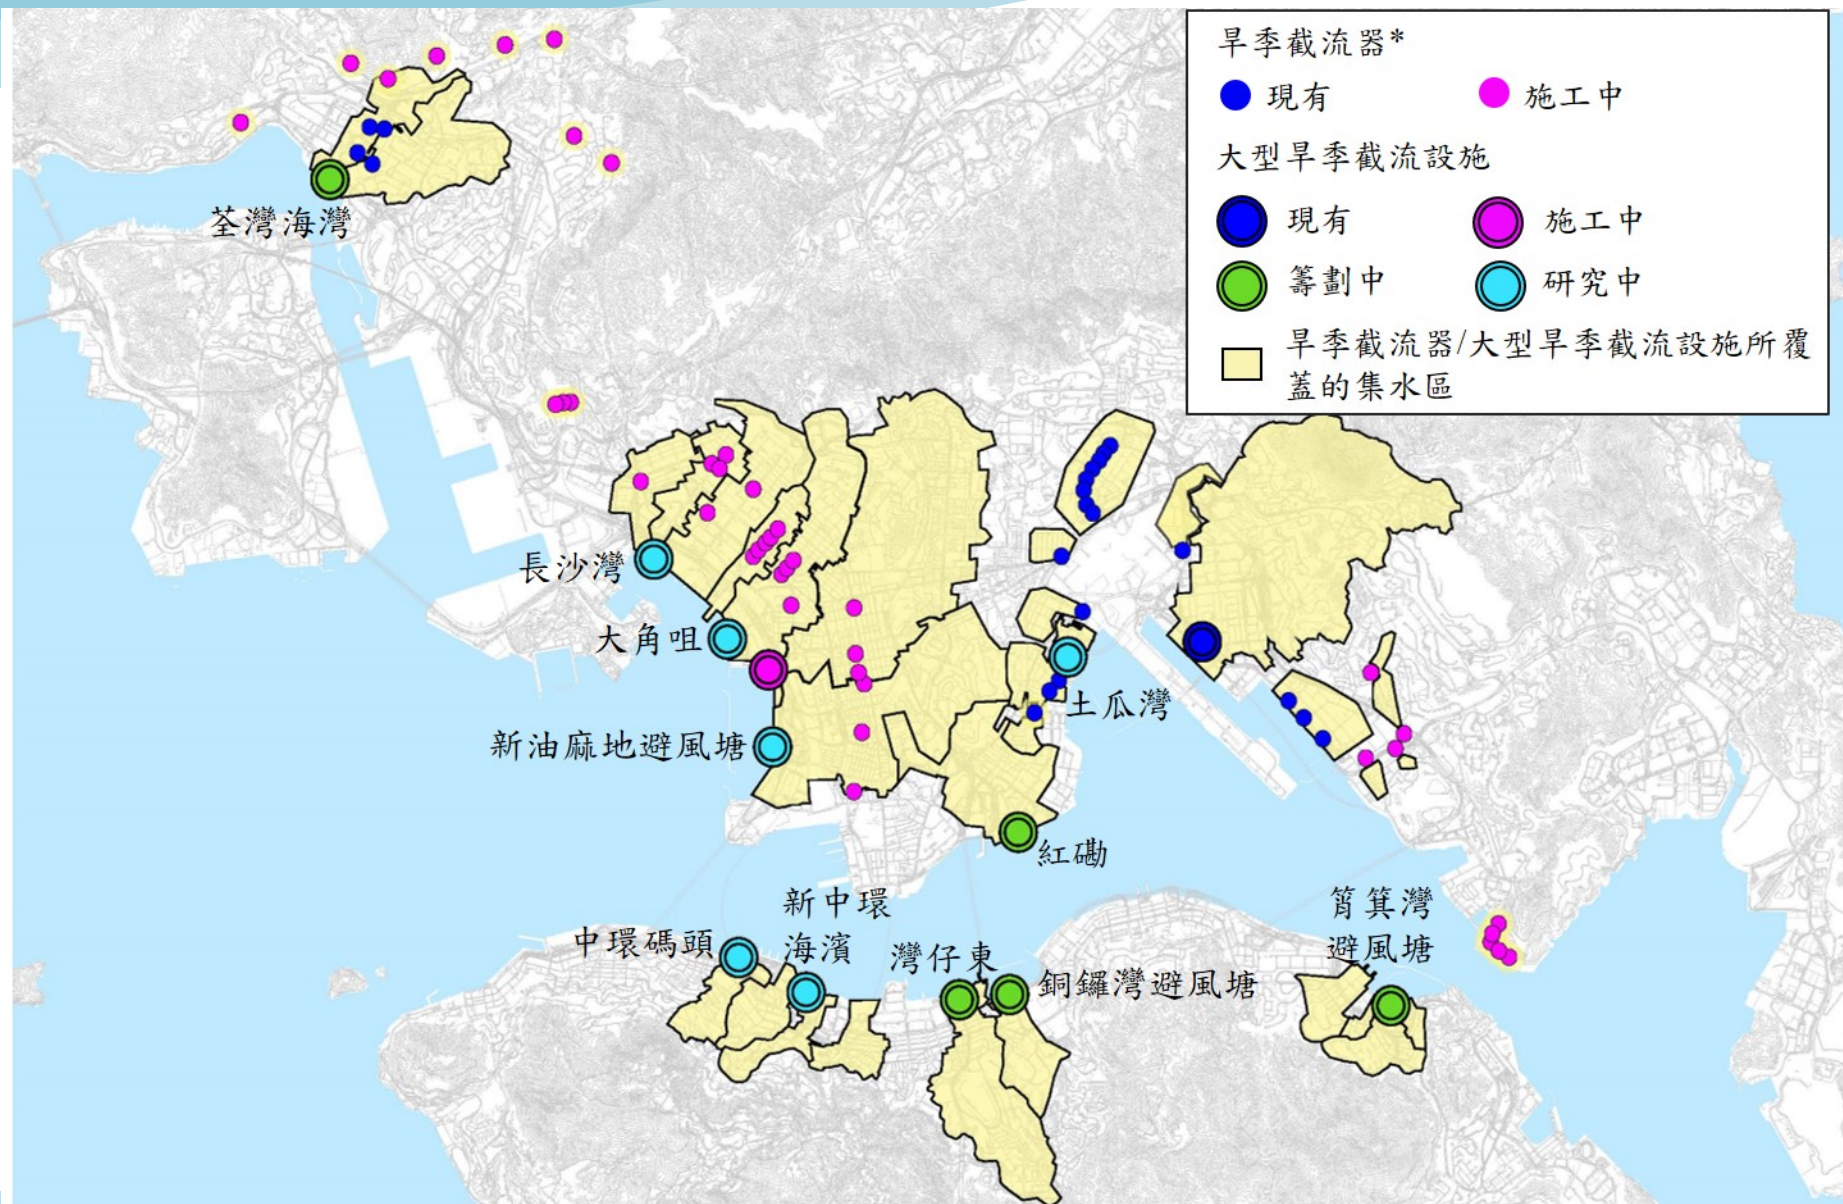 旱季截流器*
現有
施工中
大型旱季截流設施
現有
施工中
籌劃中
研究中
旱季截流器/大型旱季截流設施所覆
蓋的集水區
荃灣海灣
長沙灣
大角咀
土瓜灣
新油麻地避風塘
紅磡
新中環
海濱
中環碼頭
灣仔東
銅鑼灣避風塘
筲箕灣
避風塘